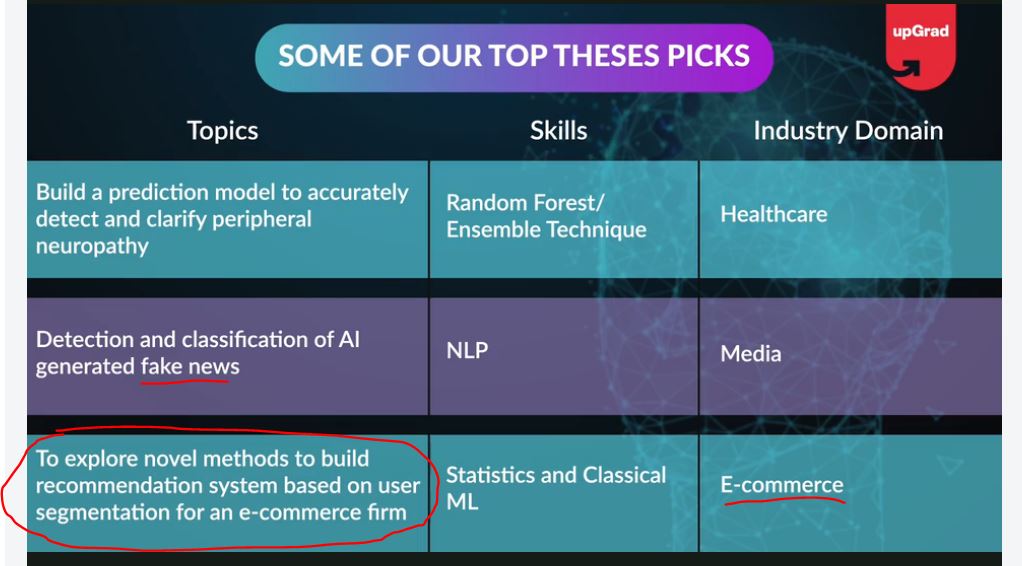 SOME OF OUR TOP THESES PICKS
upGrad
Topics
Skills
Industry Domain
Build a prediction model to accurately
detect and clarify peripheral
neuropathy
Random Forest/
Ensemble Technique
Healthcare
Detection and classification of AI
generated fake news
NLP
Media
To explore novel methods to build
recommendation system based on user
segmentation for an e-commerce firm
Statistics and Classical
ML
E-commerce